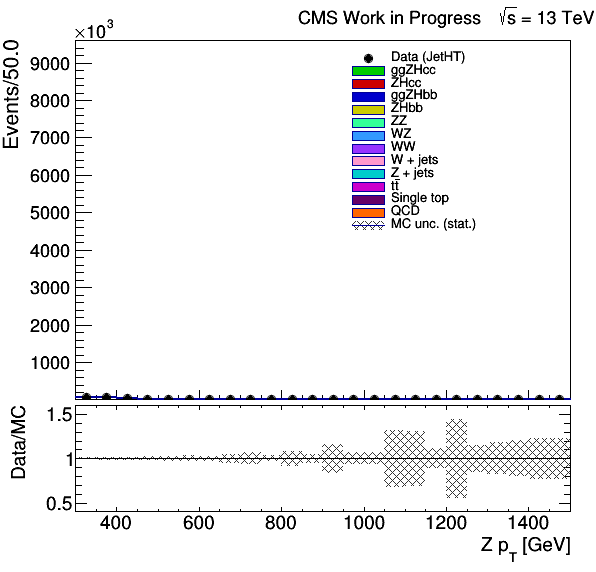 CMS Work in Progress √s = 13 TeV
×10³
Events/50.0
9000
8000
7000
6000
5000
4000
3000
2000
1000
Data (JetHT)
ggZHcc
ZHcc
ggZHbb
ZHbb
ZZ
WZ
WW
W + jets
Z + jets
tt̄
Single top
QCD
MC unc. (stat.)
Data/MC
1.5
1
0.5
400 600 800 1000 1200 1400
Z p_T [GeV]